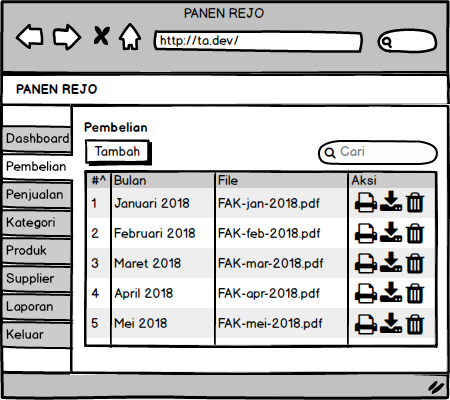 PANEN REJO
http://ta.dev/
PANEN REJO
Dashboard
Pembelian
Penjualan
Kategori
Produk
Supplier
Laporan
Keluar
Pembelian
Tambah
Cari
#^ Bulan File Aksi
1 Januari 2018 FAK-jan-2018.pdf
2 Februari 2018 FAK-feb-2018.pdf
3 Maret 2018 FAK-mar-2018.pdf
4 April 2018 FAK-apr-2018.pdf
5 Mei 2018 FAK-mei-2018.pdf